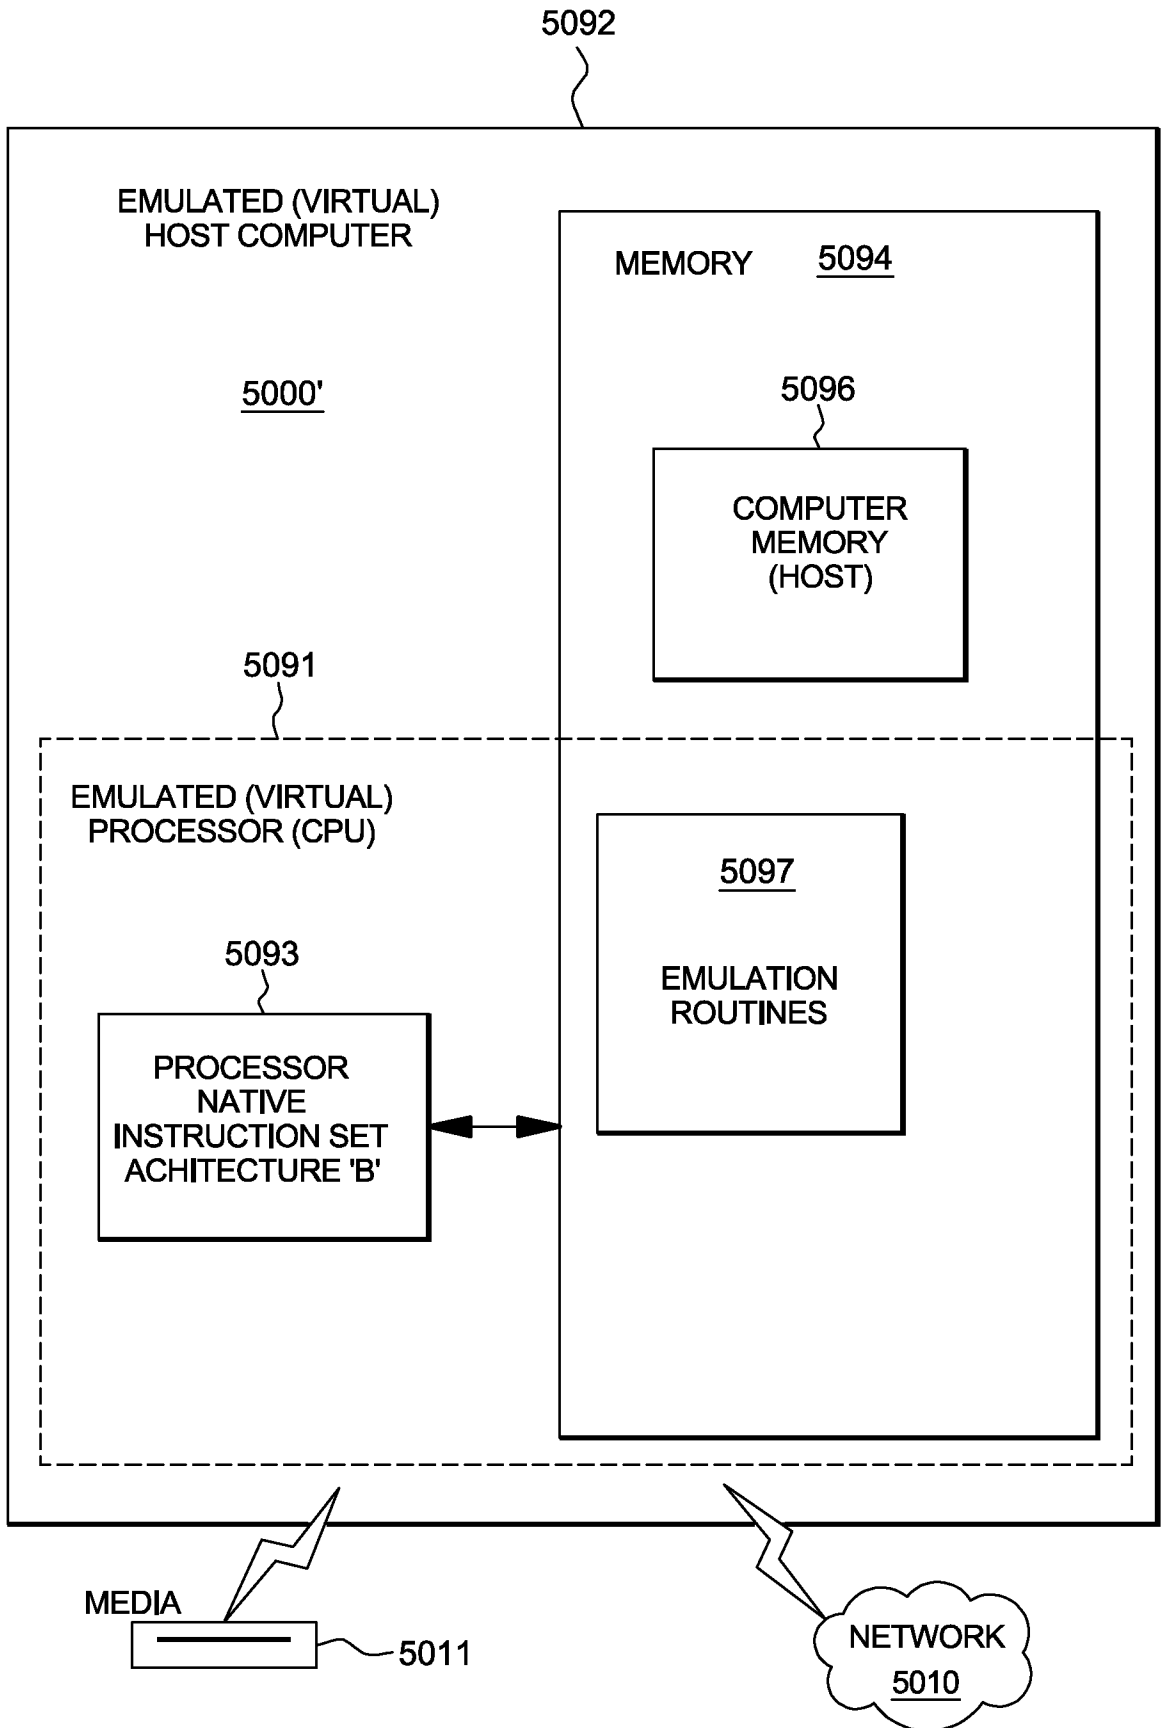 5092
EMULATED (VIRTUAL)
HOST COMPUTER
MEMORY 5094
5000'
5096
COMPUTER
MEMORY
(HOST)
5091
EMULATED (VIRTUAL)
PROCESSOR (CPU)
5097
EMULATION
ROUTINES
5093
PROCESSOR
NATIVE
INSTRUCTION SET
ACHITECTURE 'B'
MEDIA
5011
NETWORK
5010